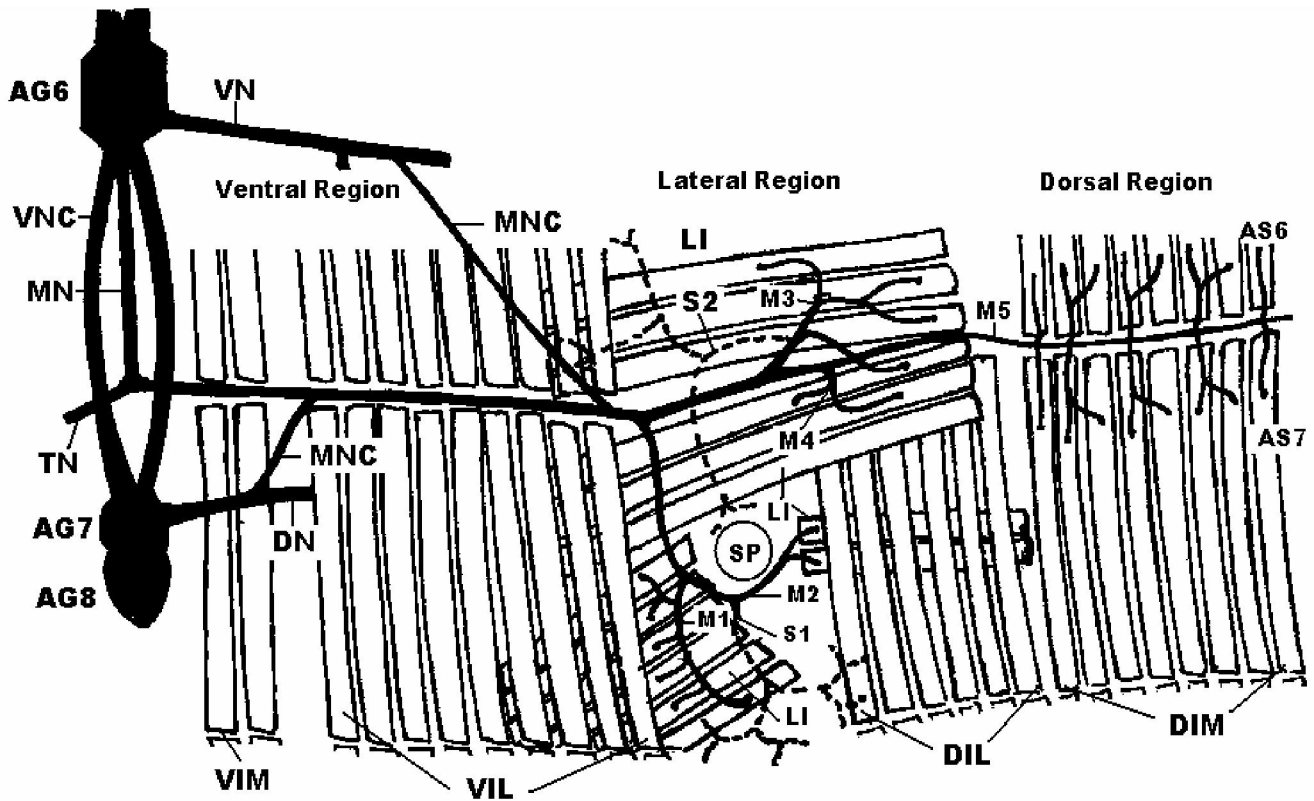 AG6
VN
Ventral Region
Lateral Region
Dorsal Region
VNC
MNC
LI
AS6
MN
S2
M3
M5
TN
MNC
M4
AS7
AG7
DN
LI
SP
AG8
M1
M2
S1
LI
VIM
VIL
DIL
DIM